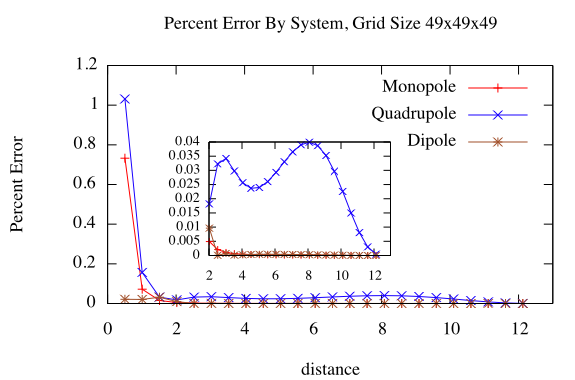 Percent Error By System, Grid Size 49x49x49
Percent Error
1.2
1
0.8
0.6
0.4
0.2
0
Monopole
Quadrupole
Dipole
0.04
0.035
0.03
0.025
0.02
0.015
0.01
0.005
0
2 4 6 8 10 12
0 2 4 6 8 10 12
distance